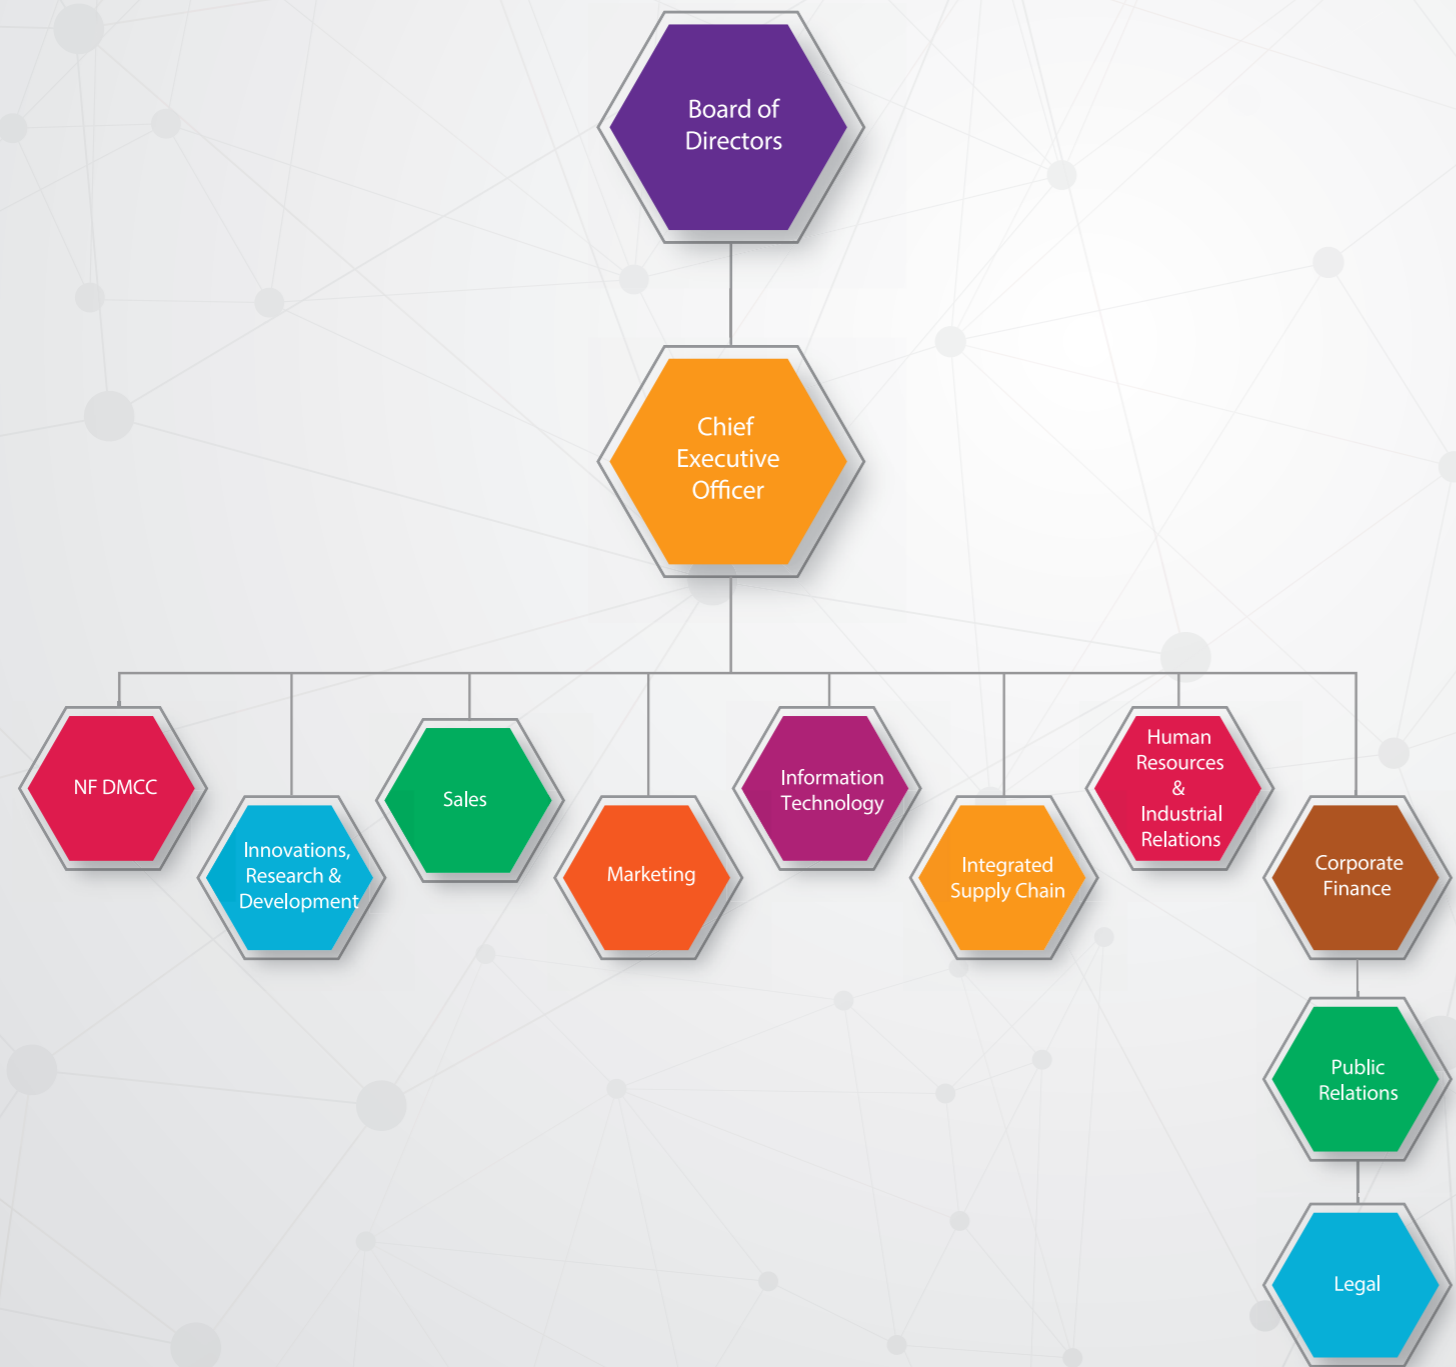 Board of
Directors
Chief
Executive
Officer
NF DMCC
Innovations,
Research &
Development
Sales
Marketing
Information
Technology
Integrated
Supply Chain
Human
Resources
&
Industrial
Relations
Corporate
Finance
Public
Relations
Legal